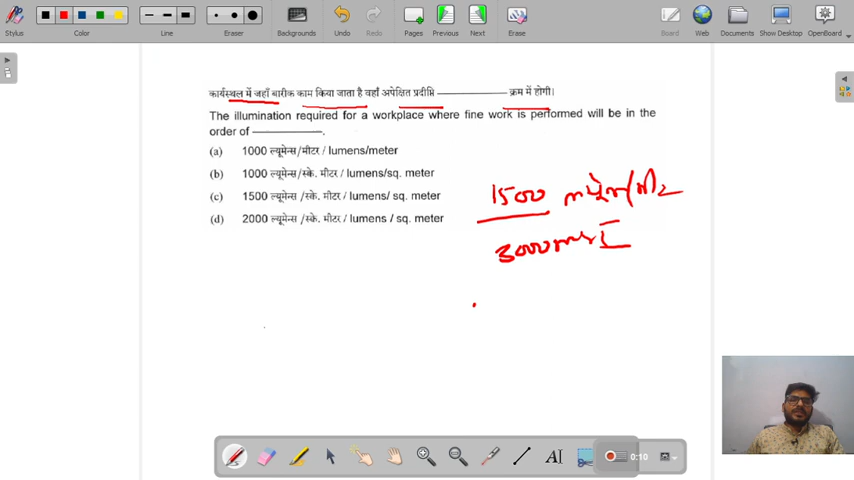 Stylus
Color
Line
Eraser
Backgrounds
Undo
Redo
Pages
Previous
Next
Erase
Board
Web
Documents
Show Desktop
OpenBoard
कार्यस्थल में जहाँ बारीक काम किया जाता है वहाँ अपेक्षित प्रदीप्ति ———— क्रम में होगी।
The illumination required for a workplace where fine work is performed will be in the
order of ————.
(a) 1000 ल्यूमेन्स/मीटर / lumens/meter
(b) 1000 ल्यूमेन्स/स्के. मीटर / lumens/sq. meter
(c) 1500 ल्यूमेन्स /स्के. मीटर / lumens/ sq. meter
(d) 2000 ल्यूमेन्स /स्के. मीटर / lumens / sq. meter
1500
3000
0:10